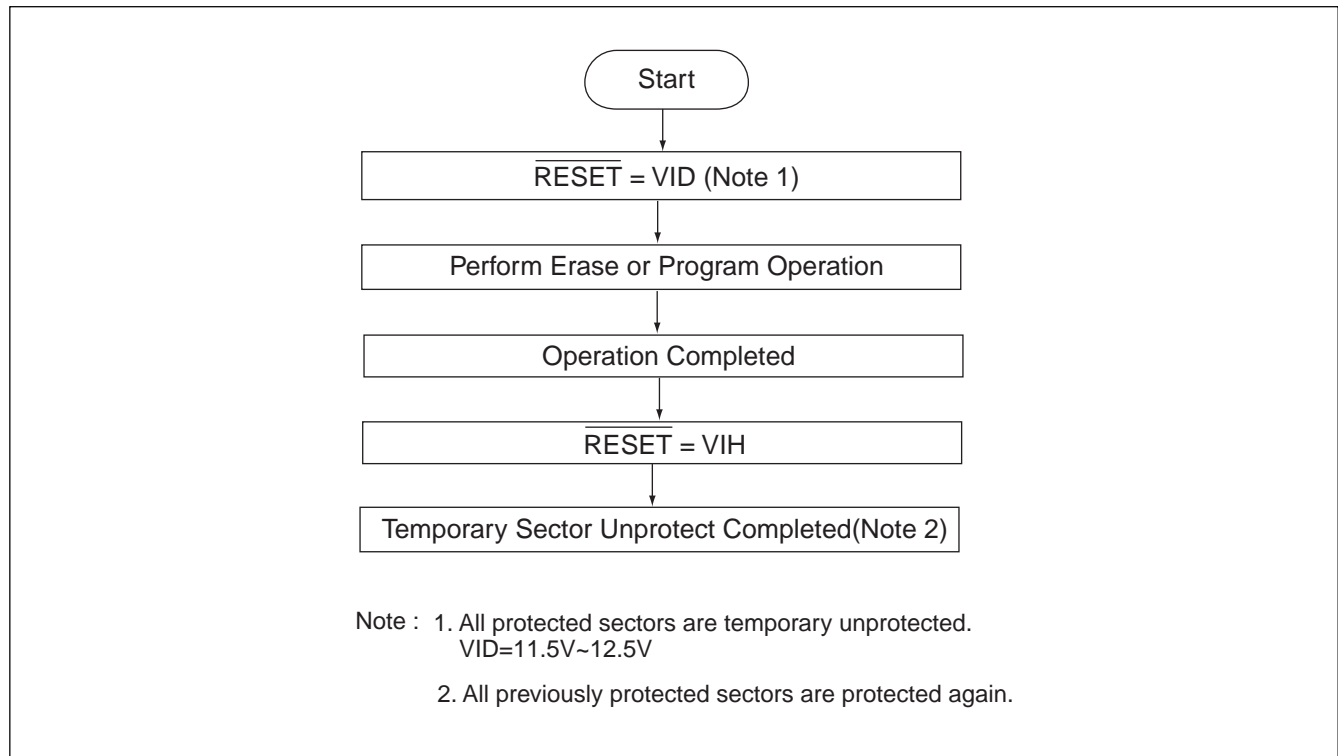 Start
RESET = VID (Note 1)
Perform Erase or Program Operation
Operation Completed
RESET = VIH
Temporary Sector Unprotect Completed(Note 2)
Note : 1. All protected sectors are temporary unprotected.
VID=11.5V~12.5V
2. All previously protected sectors are protected again.